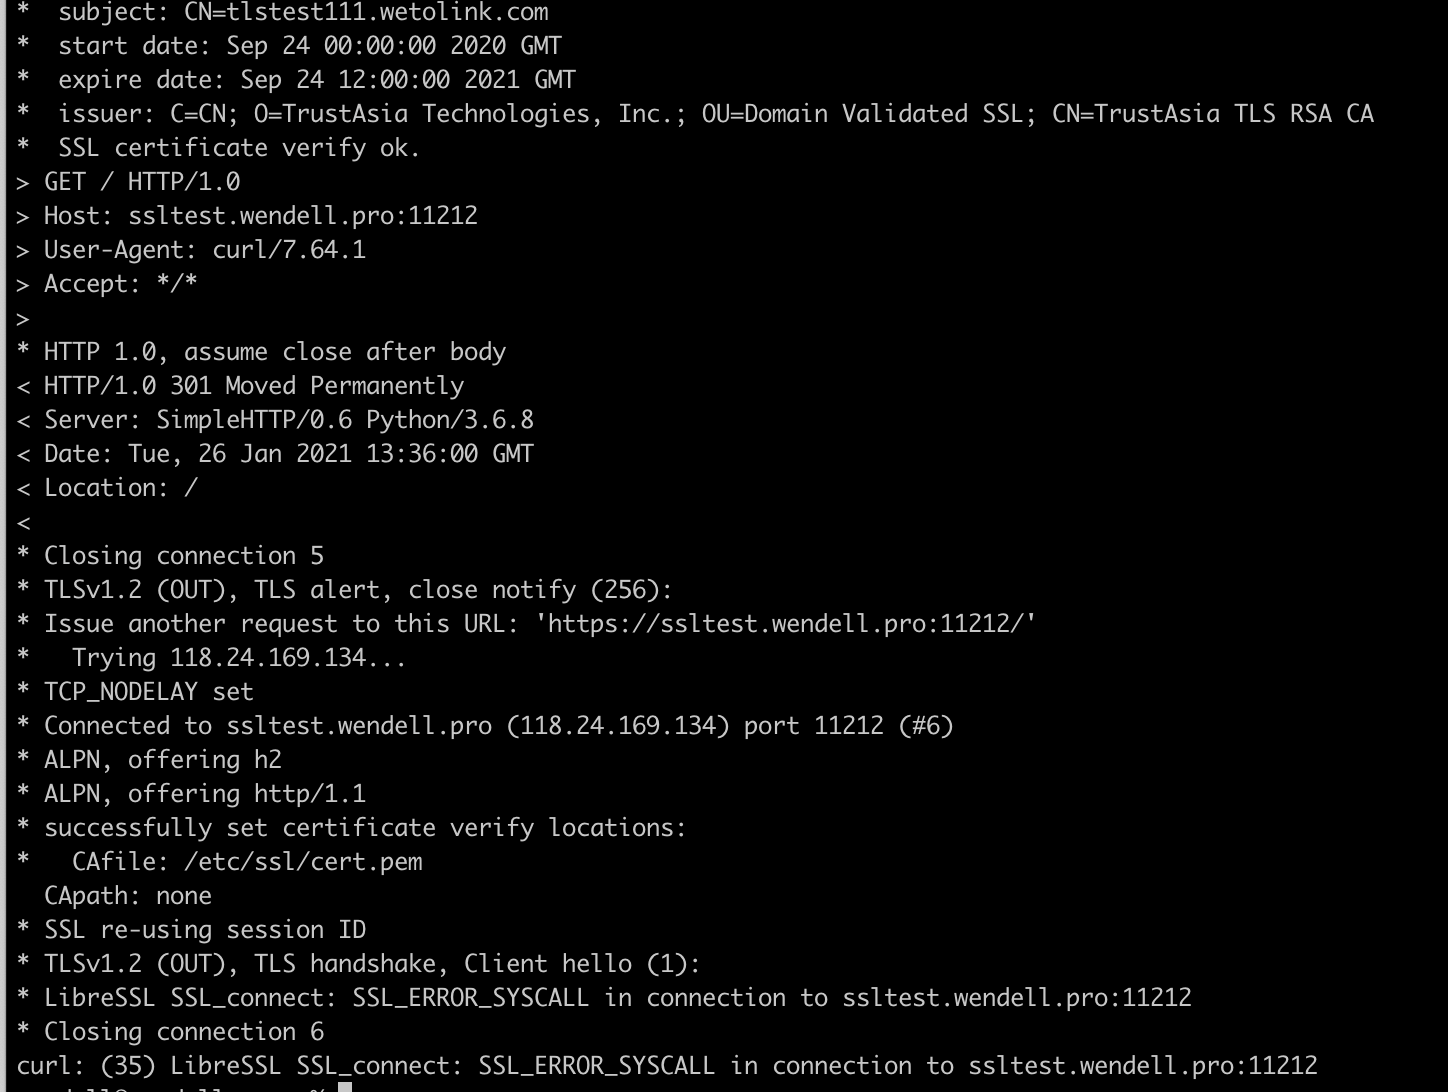 *  subject: CN=tlstest111.wetolink.com
*  start date: Sep 24 00:00:00 2020 GMT
*  expire date: Sep 24 12:00:00 2021 GMT
*  issuer: C=CN; O=TrustAsia Technologies, Inc.; OU=Domain Validated SSL; CN=TrustAsia TLS RSA CA
*  SSL certificate verify ok.
> GET / HTTP/1.0
> Host: ssltest.wendell.pro:11212
> User-Agent: curl/7.64.1
> Accept: */*
>
* HTTP 1.0, assume close after body
< HTTP/1.0 301 Moved Permanently
< Server: SimpleHTTP/0.6 Python/3.6.8
< Date: Tue, 26 Jan 2021 13:36:00 GMT
< Location: /
<
* Closing connection 5
* TLSv1.2 (OUT), TLS alert, close notify (256):
* Issue another request to this URL: 'https://ssltest.wendell.pro:11212/'
*   Trying 118.24.169.134...
* TCP_NODELAY set
* Connected to ssltest.wendell.pro (118.24.169.134) port 11212 (#6)
* ALPN, offering h2
* ALPN, offering http/1.1
* successfully set certificate verify locations:
*   CAfile: /etc/ssl/cert.pem
  CApath: none
* SSL re-using session ID
* TLSv1.2 (OUT), TLS handshake, Client hello (1):
* LibreSSL SSL_connect: SSL_ERROR_SYSCALL in connection to ssltest.wendell.pro:11212
* Closing connection 6
curl: (35) LibreSSL SSL_connect: SSL_ERROR_SYSCALL in connection to ssltest.wendell.pro:11212